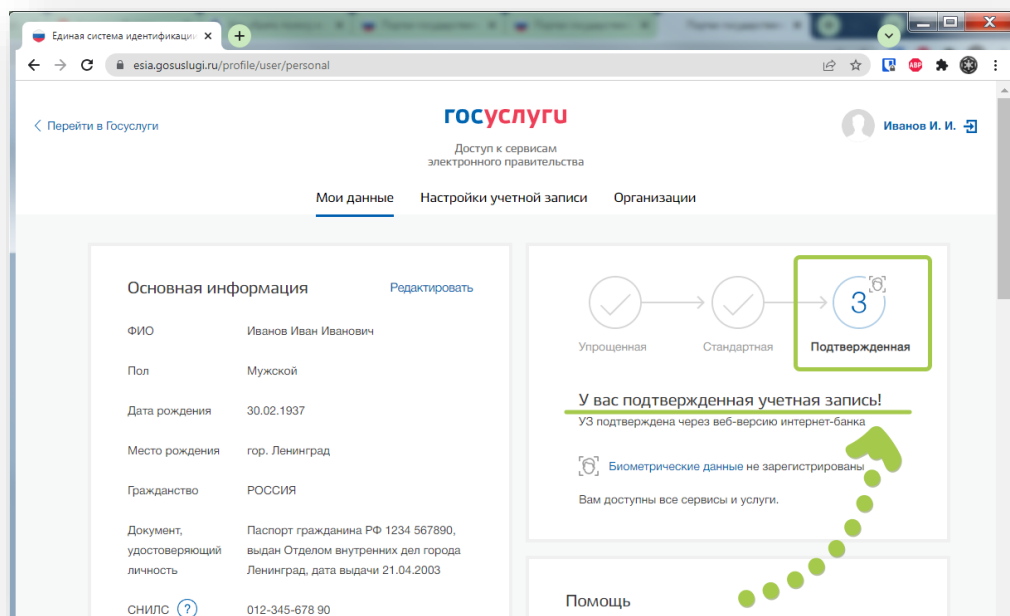 Единая система идентификаци
esia.gosuslugi.ru/profile/user/personal
ABP
Перейти в Госуслуги
госуслуги
Доступ к сервисам
электронного правительства
Иванов И. И.
Мои данные Настройки учетной записи Организации
Основная информация Редактировать
ФИО Иванов Иван Иванович
Пол Мужской
Дата рождения 30.02.1937
Место рождения гор. Ленинград
Гражданство РОССИЯ
Документ, Паспорт гражданина РФ 1234 567890,
удостоверяющий выдан Отделом внутренних дел города
личность Ленинград, дата выдачи 21.04.2003
СНИЛС ? 012-345-678 90
3
Упрощенная Стандартная Подтвержденная
У вас подтвержденная учетная запись!
УЗ подтверждена через веб-версию интернет-банка
Биометрические данные не зарегистрированы
Вам доступны все сервисы и услуги.
Помощь